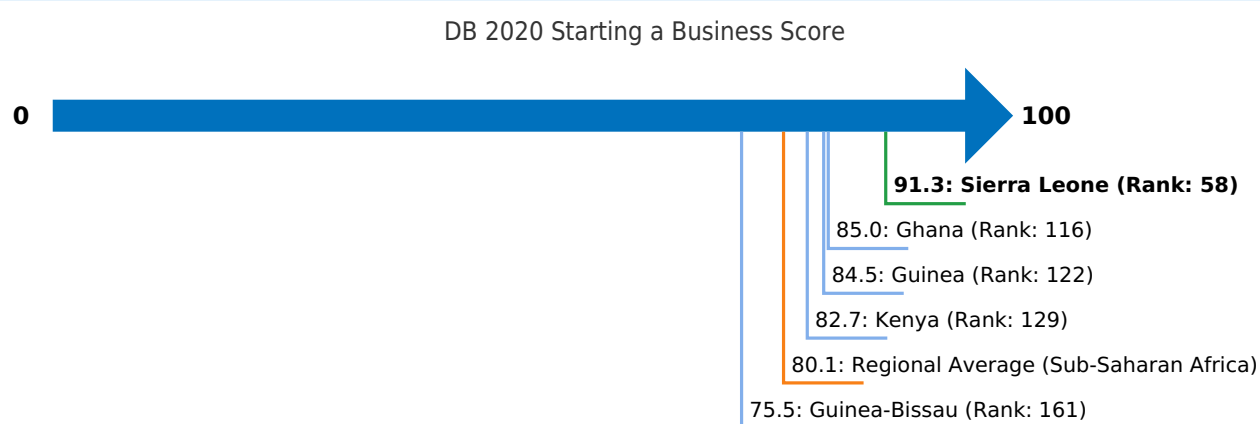 DB 2020 Starting a Business Score
0
100
91.3: Sierra Leone (Rank: 58)
85.0: Ghana (Rank: 116)
84.5: Guinea (Rank: 122)
82.7: Kenya (Rank: 129)
80.1: Regional Average (Sub-Saharan Africa)
75.5: Guinea-Bissau (Rank: 161)